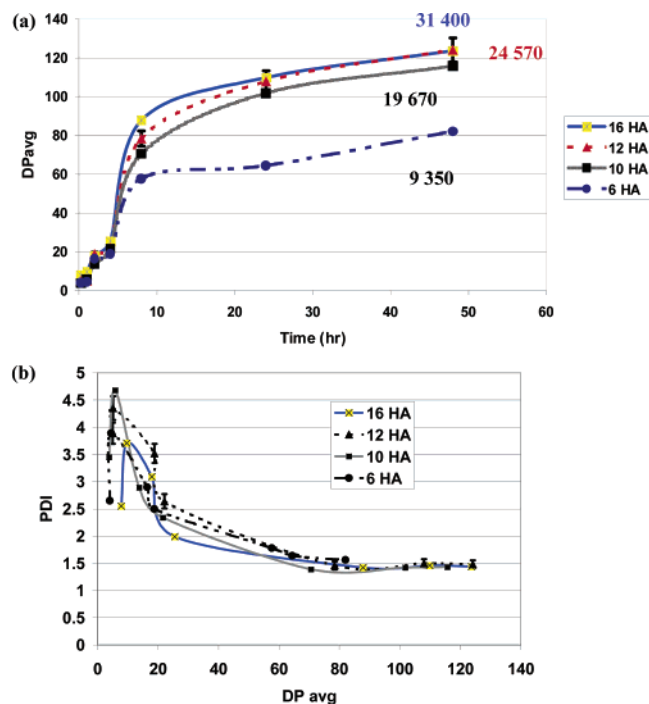 (a)
140
120
100
80
60
40
20
0
DPavg
31 400
24 570
19 670
9 350
16 HA
12 HA
10 HA
6 HA
0 10 20 30 40 50 60
Time (hr)
(b)
5
4.5
4
3.5
3
2.5
2
1.5
1
0.5
0
PDI
16 HA
12 HA
10 HA
6 HA
0 20 40 60 80 100 120 140
DP avg